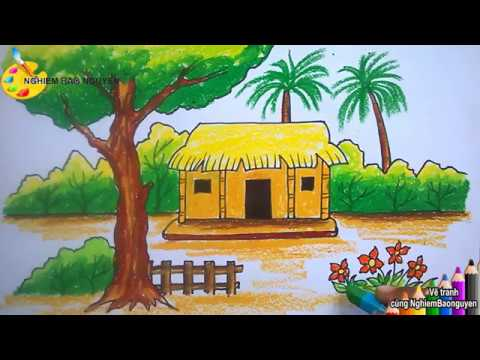 NGHIEM BAO NGUYEN
Vẽ tranh
cùng NghiemBaonguyen